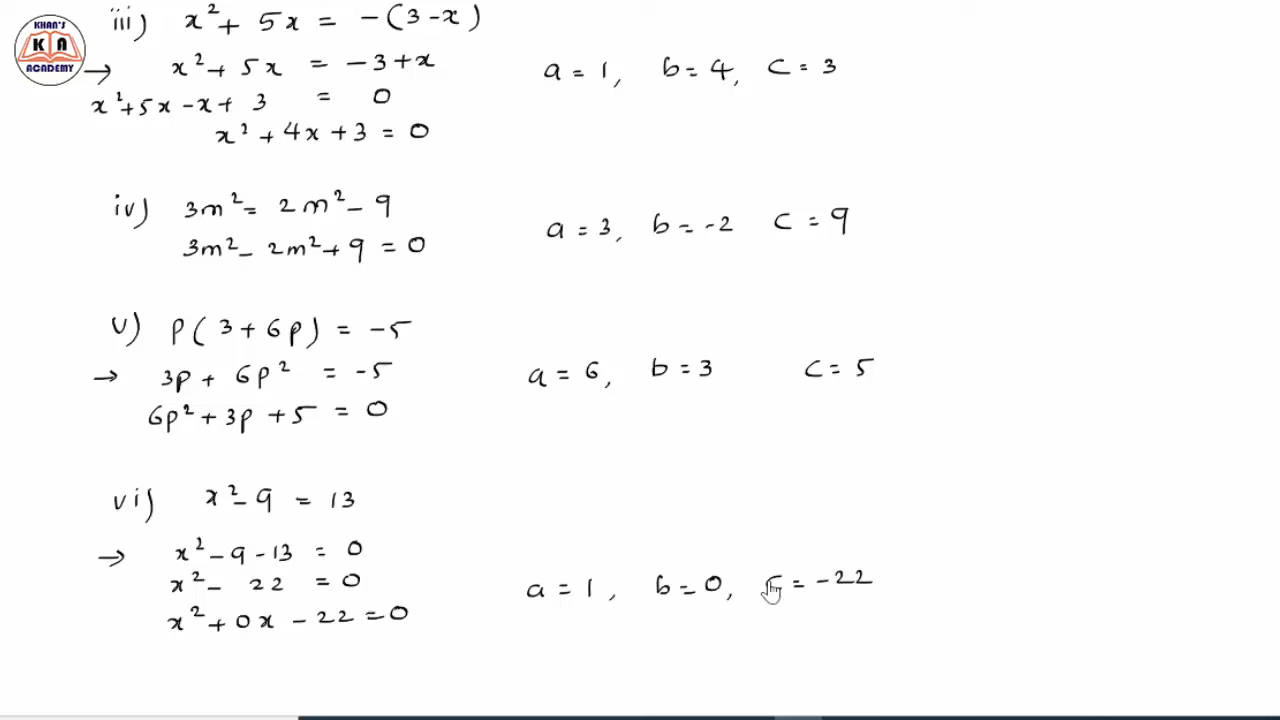 KHAN'S
K A
ACADEMY
iii) x² + 5x = -(3-x)
→ x² + 5x = -3+x a = 1, b = 4, c = 3
x²+5x -x + 3 = 0
x² + 4x + 3 = 0
iv) 3m² = 2m² - 9
3m² - 2m² + 9 = 0 a = 3, b = -2 c = 9
v) P(3+6p) = -5
→ 3p + 6p² = -5 a = 6, b = 3 c = 5
6p² + 3p + 5 = 0
vi) x² - 9 = 13
→ x² - 9 - 13 = 0
x² - 22 = 0 a = 1, b = 0, = -22
x² + 0x - 22 = 0